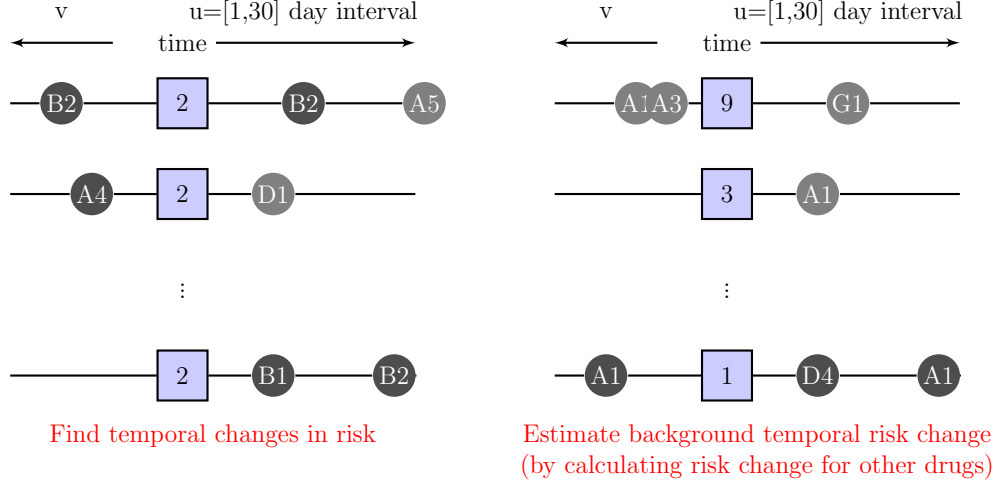 v u=[1,30] day interval
time
B2 2 B2 A5
A4 2 D1
⋮
2 B1 B2
Find temporal changes in risk
v u=[1,30] day interval
time
A1 A3 9 G1
3 A1
⋮
A1 1 D4 A1
Estimate background temporal risk change
(by calculating risk change for other drugs)